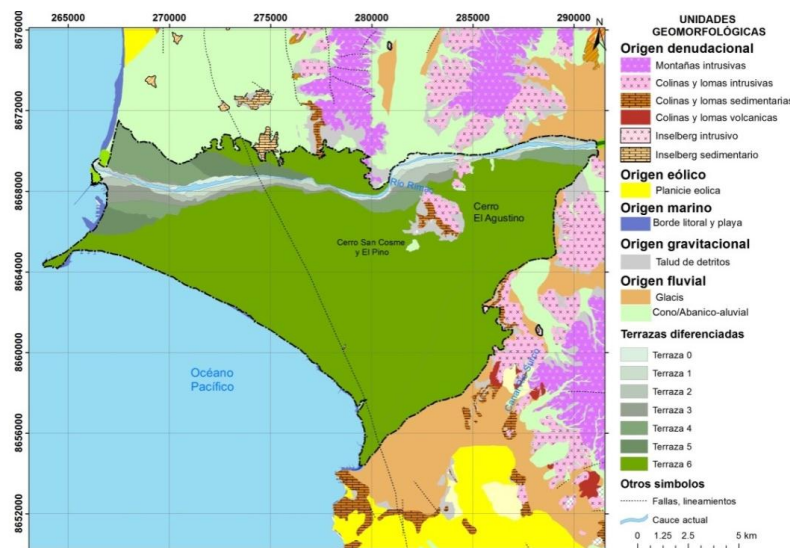 265000 270000 275000 280000 285000 290000 N
8676000
8672000
8668000
8664000
8660000
8656000
8652000
Río Rímac
Cerro
El Agustino
Cerro San Cosme
y El Pino
Océano
Pacífico
UNIDADES
GEOMORFOLÓGICAS
Origen denudacional
Montañas intrusivas
Colinas y lomas intrusivas
Colinas y lomas sedimentarias
Colinas y lomas volcanicas
Inselberg intrusivo
Inselberg sedimentario
Origen eólico
Planicie eolica
Origen marino
Borde litoral y playa
Origen gravitacional
Talud de detritos
Origen fluvial
Glacis
Cono/Abanico-aluvial
Terrazas diferenciadas
Terraza 0
Terraza 1
Terraza 2
Terraza 3
Terraza 4
Terraza 5
Terraza 6
Otros simbolos
Fallas, lineamientos
Cauce actual
0 1.25 2.5 5 km